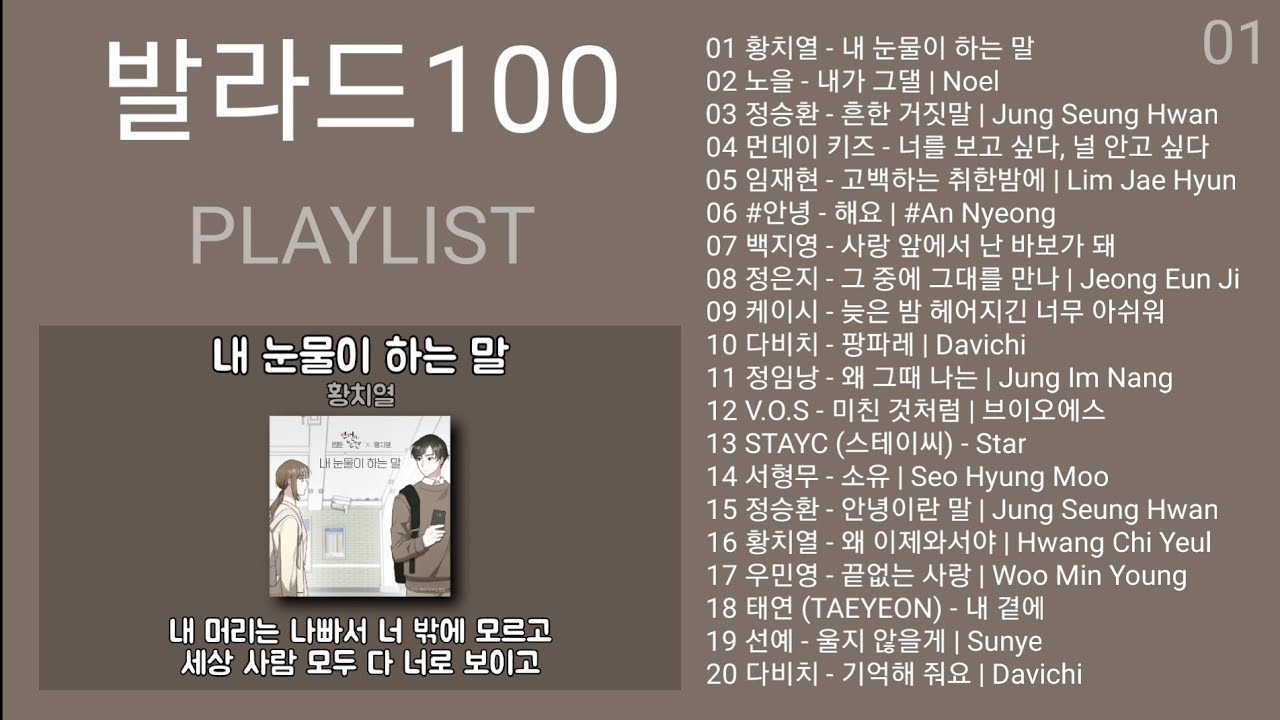 발라드100
PLAYLIST
내 눈물이 하는 말
황치열
황치열
내 눈물이 하는 말
내 머리는 나빠서 너 밖에 모르고
세상 사람 모두 다 너로 보이고
01
01 황치열 - 내 눈물이 하는 말
02 노을 - 내가 그댈 | Noel
03 정승환 - 흔한 거짓말 | Jung Seung Hwan
04 먼데이 키즈 - 너를 보고 싶다, 널 안고 싶다
05 임재현 - 고백하는 취한밤에 | Lim Jae Hyun
06 #안녕 - 해요 | #An Nyeong
07 백지영 - 사랑 앞에서 난 바보가 돼
08 정은지 - 그 중에 그대를 만나 | Jeong Eun Ji
09 케이시 - 늦은 밤 헤어지긴 너무 아쉬워
10 다비치 - 팡파레 | Davichi
11 정임낭 - 왜 그때 나는 | Jung Im Nang
12 V.O.S - 미친 것처럼 | 브이오에스
13 STAYC (스테이씨) - Star
14 서형무 - 소유 | Seo Hyung Moo
15 정승환 - 안녕이란 말 | Jung Seung Hwan
16 황치열 - 왜 이제와서야 | Hwang Chi Yeul
17 우민영 - 끝없는 사랑 | Woo Min Young
18 태연 (TAEYEON) - 내 곁에
19 선예 - 울지 않을게 | Sunye
20 다비치 - 기억해 줘요 | Davichi